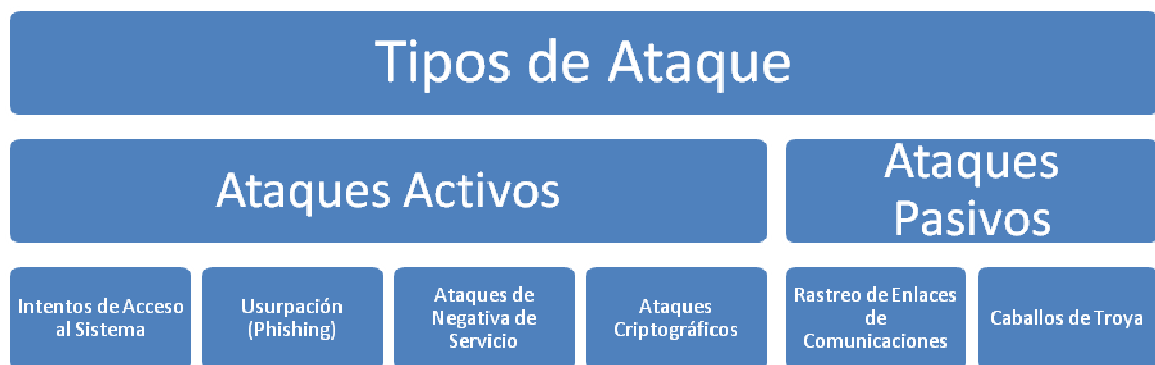 Tipos de Ataque
Ataques Activos
Ataques
Pasivos
Intentos de Acceso
al Sistema
Usurpación
(Phishing)
Ataques de
Negativa de
Servicio
Ataques
Criptográficos
Rastreo de Enlaces
de
Comunicaciones
Caballos de Troya